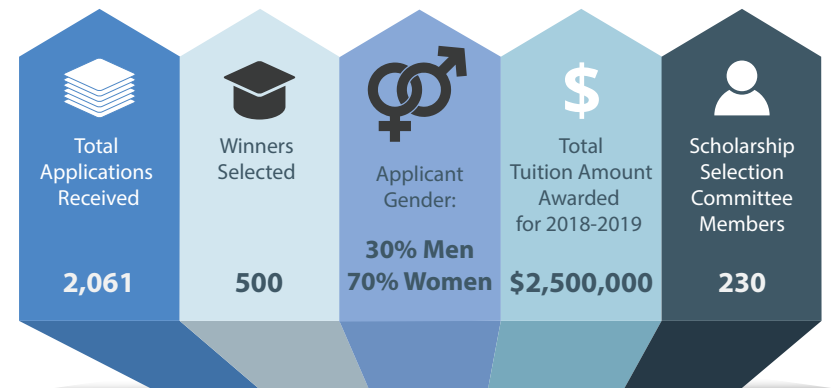 Total
Applications
Received
2,061
Winners
Selected
500
Applicant
Gender:
30% Men
70% Women
$
Total
Tuition Amount
Awarded
for 2018-2019
$2,500,000
Scholarship
Selection
Committee
Members
230